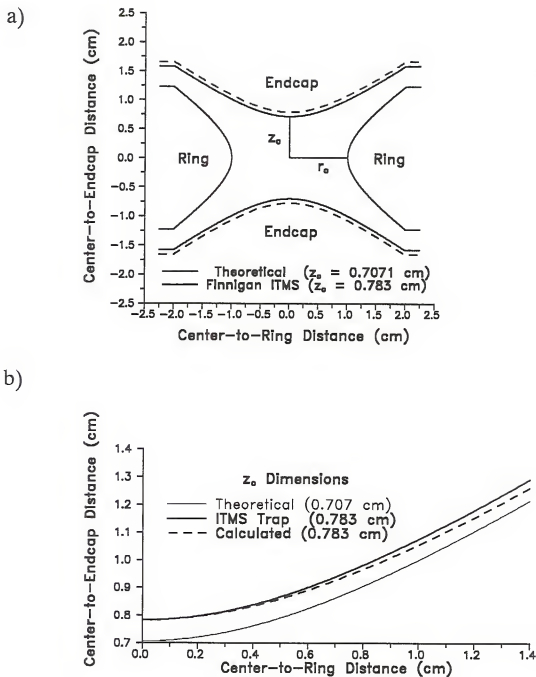 a)
Center-to-Endcap Distance (cm)
2.5
2.0
1.5
1.0
0.5
0.0
-0.5
-1.0
-1.5
-2.0
-2.5
Endcap
zₒ
Ring
rₒ
Ring
Endcap
Theoretical (zₒ = 0.7071 cm)
Finnigan ITMS (zₒ = 0.783 cm)
-2.5 -2.0 -1.5 -1.0 -0.5 0.0 0.5 1.0 1.5 2.0 2.5
Center-to-Ring Distance (cm)
b)
Center-to-Endcap Distance (cm)
1.4
1.3
1.2
1.1
1.0
0.9
0.8
0.7
zₒ Dimensions
Theoretical (0.707 cm)
ITMS Trap (0.783 cm)
Calculated (0.783 cm)
0.0 0.2 0.4 0.6 0.8 1.0 1.2 1.4
Center-to-Ring Distance (cm)